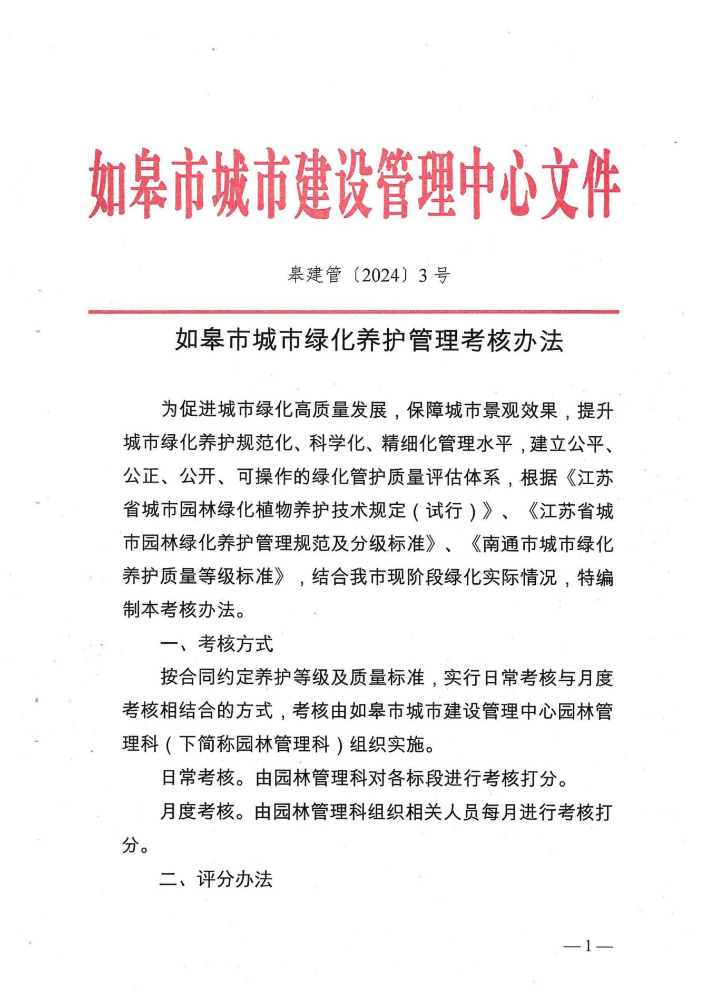 如皋市城市建设管理中心文件
皋建管〔2024〕3 号
如皋市城市绿化养护管理考核办法
为促进城市绿化高质量发展，保障城市景观效果，提升
城市绿化养护规范化、科学化、精细化管理水平，建立公平、
公正、公开、可操作的绿化管护质量评估体系，根据《江苏
省城市园林绿化植物养护技术规定（试行）》、《江苏省城
市园林绿化养护管理规范及分级标准》、《南通市城市绿化
养护质量等级标准》，结合我市现阶段绿化实际情况，特编
制本考核办法。
一、考核方式
按合同约定养护等级及质量标准，实行日常考核与月度
考核相结合的方式，考核由如皋市城市建设管理中心园林管
理科（下简称园林管理科）组织实施。
日常考核。由园林管理科对各标段进行考核打分。
月度考核。由园林管理科组织相关人员每月进行考核打
分。
二、评分办法
— 1 —